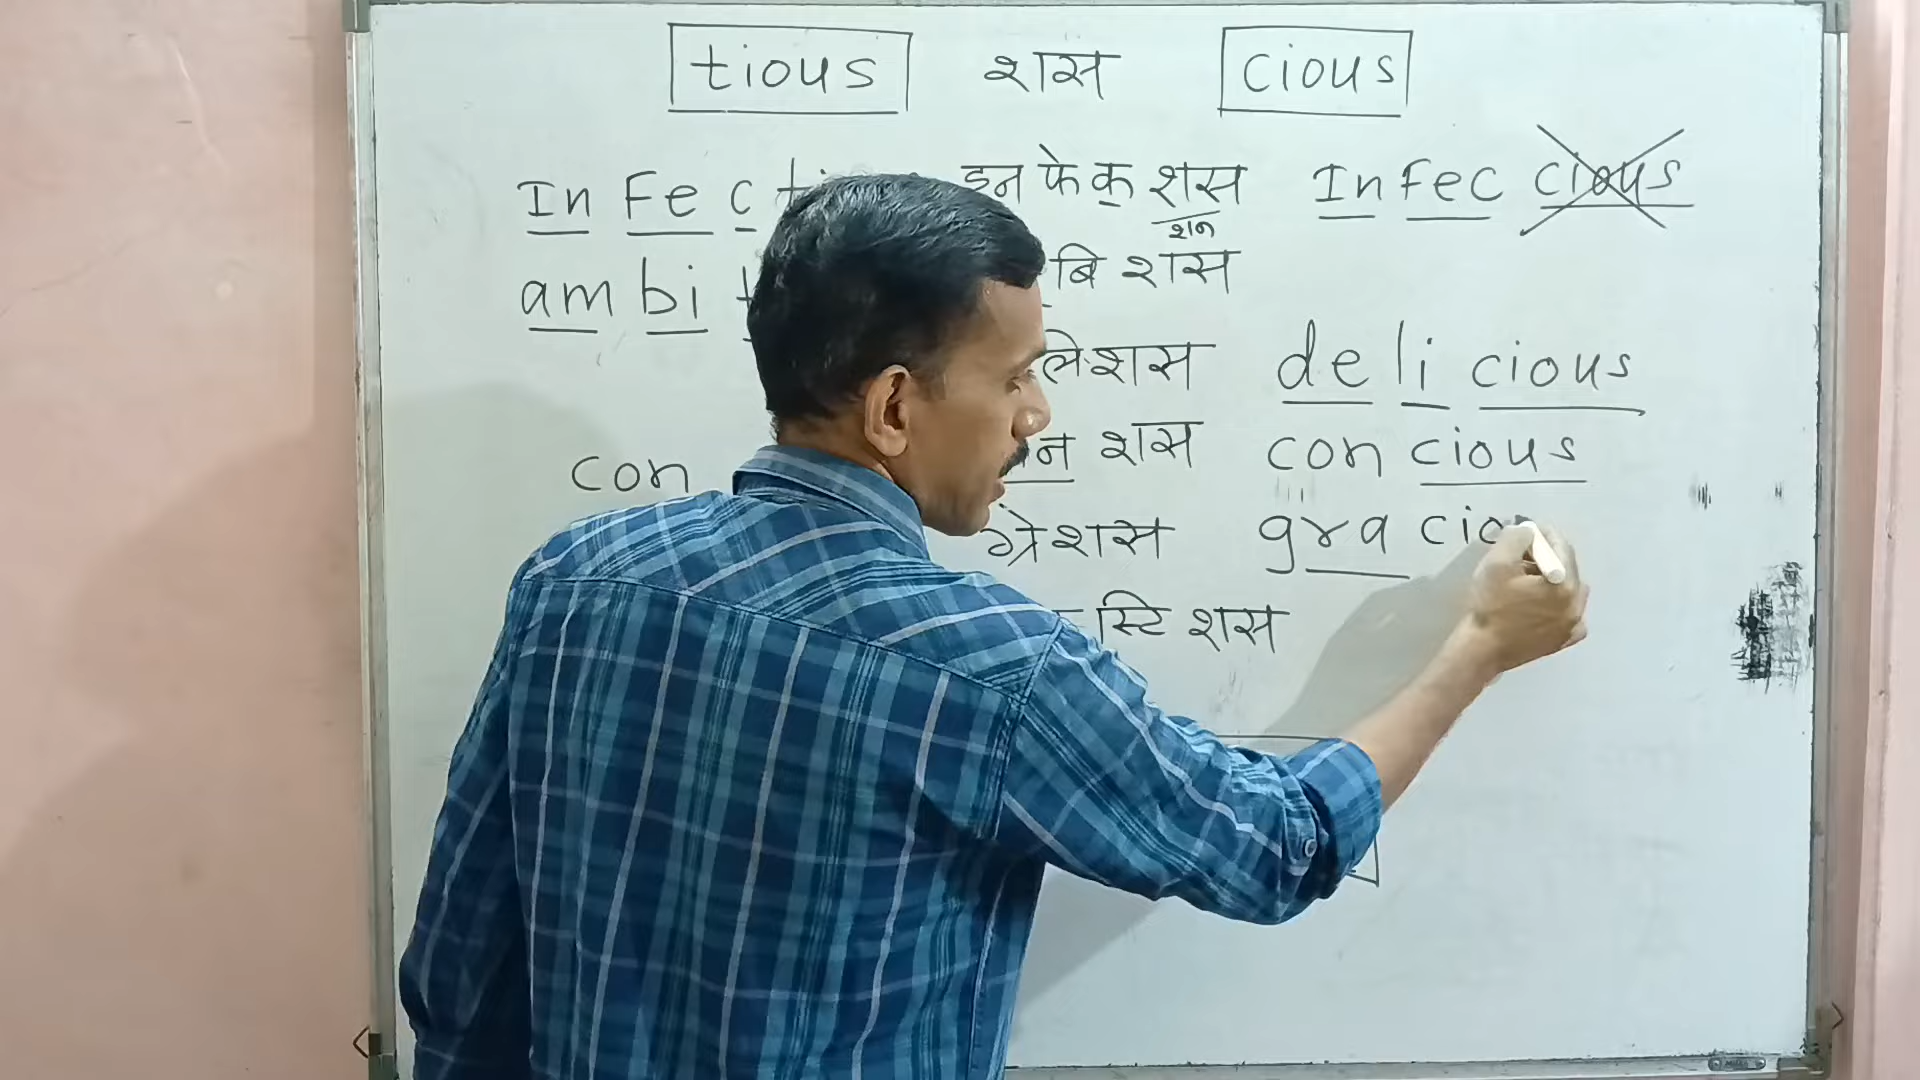 tious शस cious
In Fe c इन फे क शस In fec cious
शन
am bi बि शस
लेशस de li cious
con न शस con cious
ग्रेशस gra cio
स्टि शस